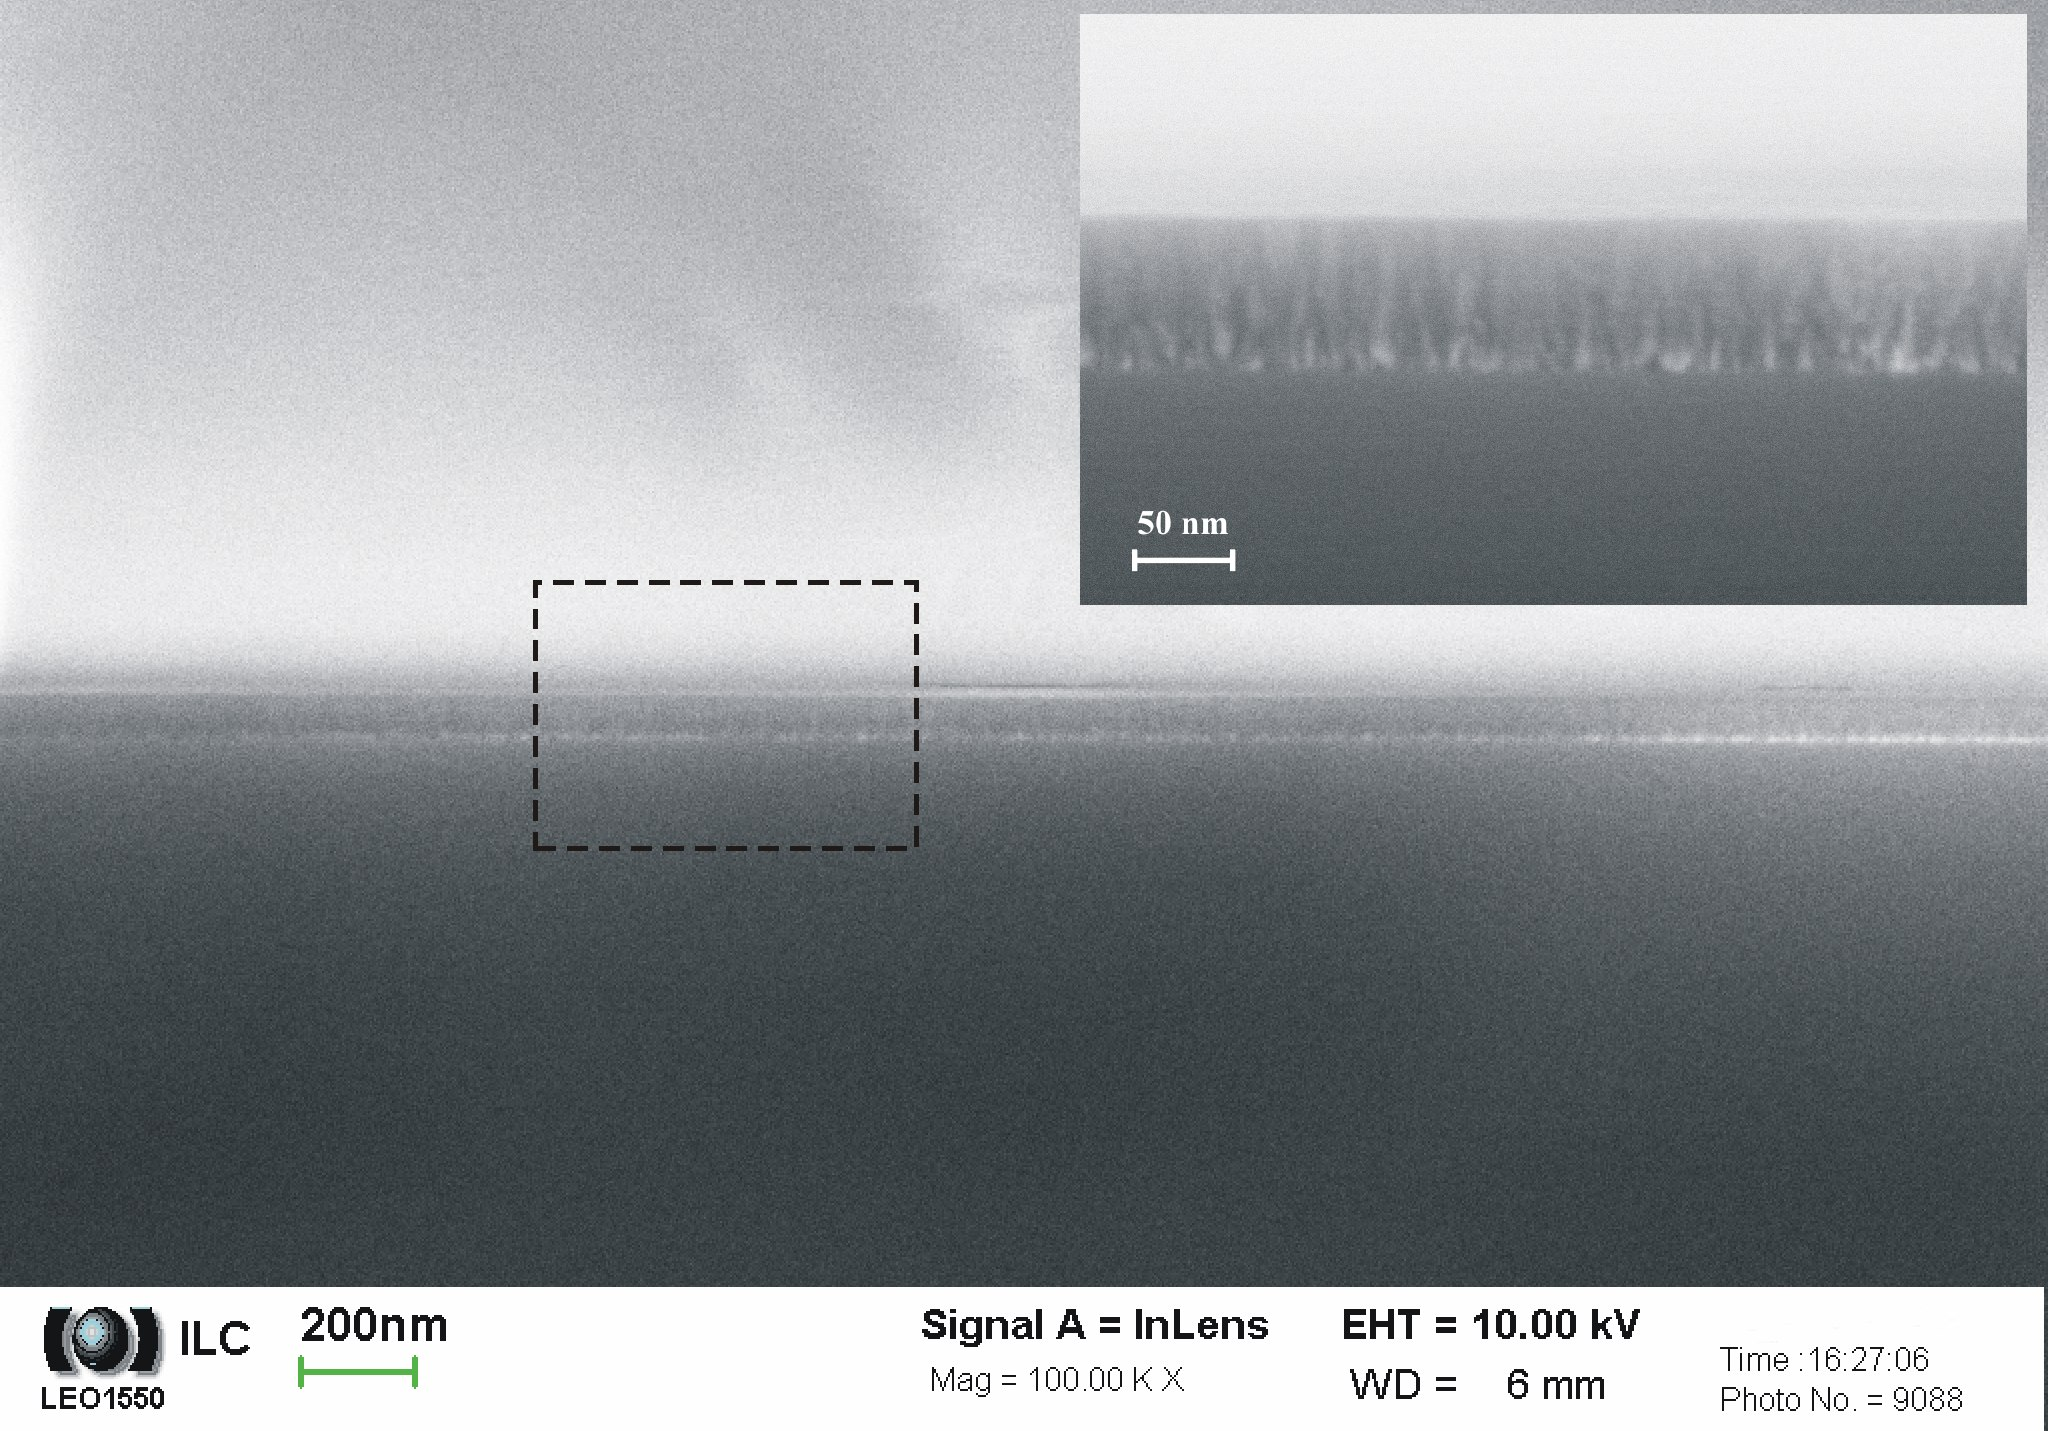 50 nm
ILC
LEO1550
200nm
Signal A = InLens
Mag = 100.00 K X
EHT = 10.00 kV
WD = 6 mm
Time :16:27:06
Photo No. = 9088